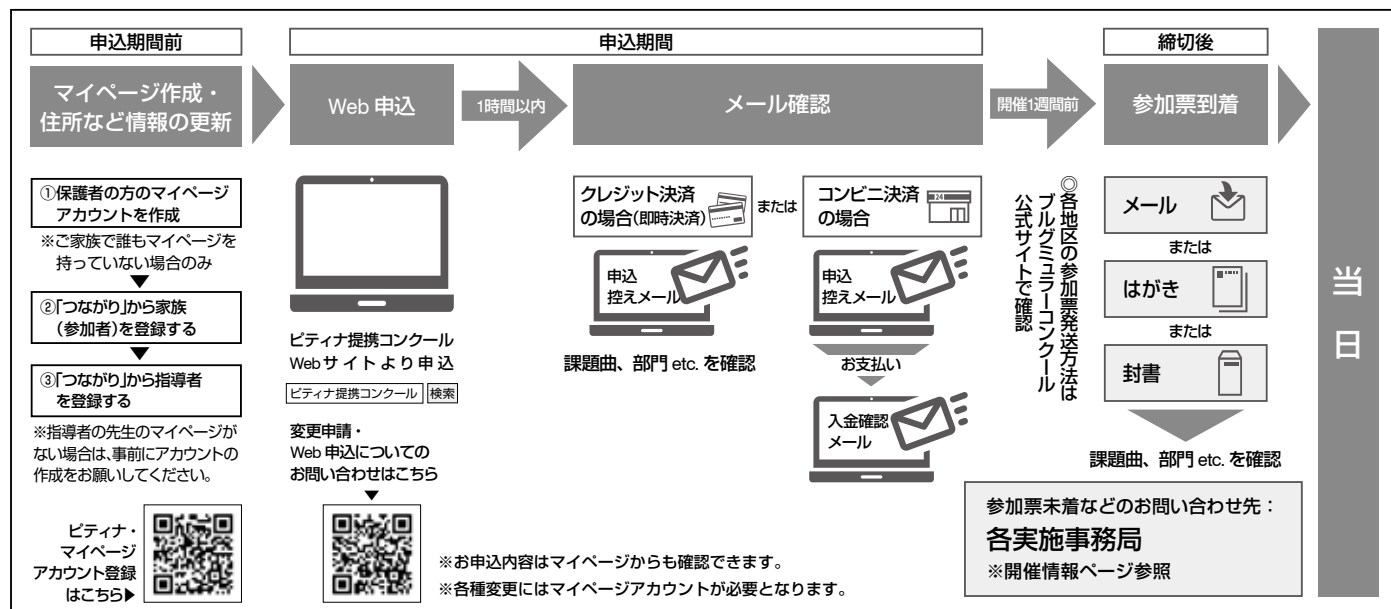 申込期間前
マイページ作成・
住所など情報の更新
①保護者の方のマイページ
アカウントを作成
※ご家族で誰もマイページを
持っていない場合のみ
▼
②「つながり」から家族
(参加者)を登録する
▼
③「つながり」から指導者
を登録する
※指導者の先生のマイページが
ない場合は、事前にアカウントの
作成をお願いしてください。
ピティナ・
マイページ
アカウント登録
はこちら▶
申込期間
Web 申込
1時間以内
メール確認
ピティナ提携コンクール
Webサイトより申込
ピティナ提携コンクール 検索
変更申請・
Web 申込についての
お問い合わせはこちら
▼
クレジット決済
の場合(即時決済)
または
コンビニ決済
の場合
24
申込
控えメール
課題曲、部門 etc. を確認
申込
控えメール
お支払い
入金確認
メール
※お申込内容はマイページからも確認できます。
※各種変更にはマイページアカウントが必要となります。
開催1週間前
◎各地区の参加票発送方法は
ブルグミュラーコンクール
公式サイトで確認
締切後
参加票到着
メール
または
はがき
または
封書
課題曲、部門 etc. を確認
参加票未着などのお問い合わせ先：
各実施事務局
※開催情報ページ参照
当日